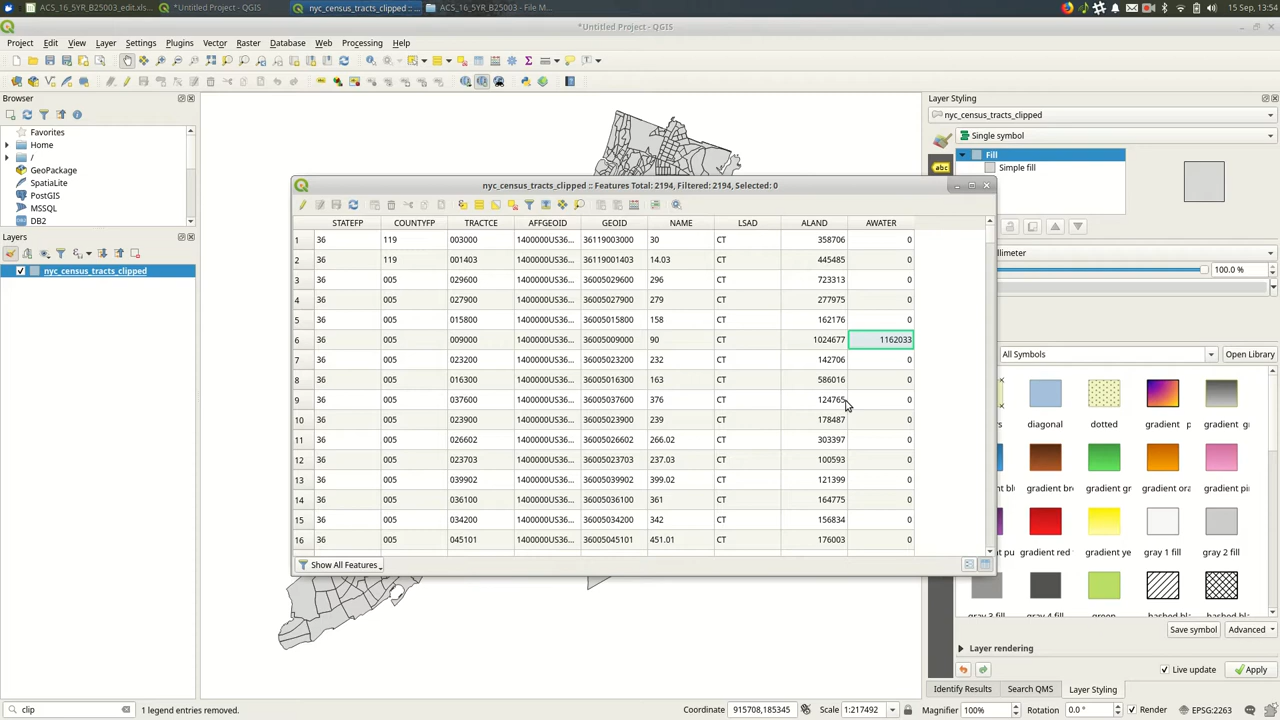 ACS_16_5YR_B25003_edit.xls...
*Untitled Project - QGIS
nyc_census_tracts_clipped :: ...
ACS_16_5YR_B25003 - File M...
15 Sep, 13:54
*Untitled Project - QGIS
Project Edit View Layer Settings Plugins Vector Raster Database Web Processing Help
Browser
Favorites
Home
/
GeoPackage
SpatiaLite
PostGIS
MSSQL
DB2
Layers
nyc_census_tracts_clipped
nyc_census_tracts_clipped :: Features Total: 2194, Filtered: 2194, Selected: 0
STATEFP COUNTYFP TRACTCE AFFGEOID GEOID NAME LSAD ALAND AWATER
1 36 119 003000 1400000US36... 36119003000 30 CT 358706 0
2 36 119 001403 1400000US36... 36119001403 14.03 CT 445485 0
3 36 005 029600 1400000US36... 36005029600 296 CT 723313 0
4 36 005 027900 1400000US36... 36005027900 279 CT 277975 0
5 36 005 015800 1400000US36... 36005015800 158 CT 162176 0
6 36 005 009000 1400000US36... 36005009000 90 CT 1024677 1162033
7 36 005 023200 1400000US36... 36005023200 232 CT 142706 0
8 36 005 016300 1400000US36... 36005016300 163 CT 586016 0
9 36 005 037600 1400000US36... 36005037600 376 CT 124765 0
10 36 005 023900 1400000US36... 36005023900 239 CT 178487 0
11 36 005 026602 1400000US36... 36005026602 266.02 CT 303397 0
12 36 005 023703 1400000US36... 36005023703 237.03 CT 100593 0
13 36 005 039902 1400000US36... 36005039902 399.02 CT 121399 0
14 36 005 036100 1400000US36... 36005036100 361 CT 164775 0
15 36 005 034200 1400000US36... 36005034200 342 CT 156834 0
16 36 005 045101 1400000US36... 36005045101 451.01 CT 176003 0
Show All Features
Layer Styling
nyc_census_tracts_clipped
Single symbol
abc
Fill
Simple fill
100.0 %
All Symbols
Open Library
diagonal dotted gradient p gradient g
gradient bl gradient br gradient gr gradient ora gradient pin
gradient red gradient ye gray 1 fill gray 2 fill
gray 3 fill gray 4 fill green
Save symbol Advanced
Layer rendering
Live update Apply
Identify Results Search QMS Layer Styling
clip
1 legend entries removed.
Coordinate 915708,185345 Scale 1:217492 Magnifier 100% Rotation 0.0 ° Render EPSG:2263